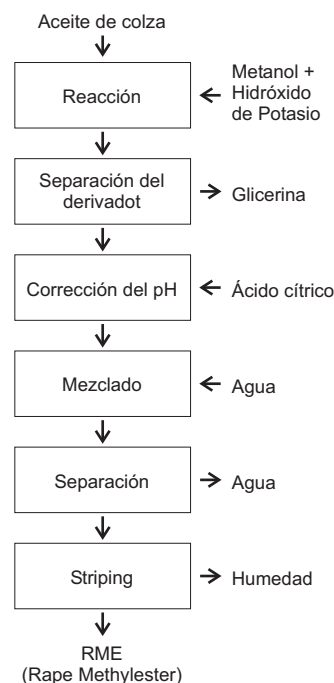 Aceite de colza
Reacción
Metanol +
Hidróxido
de Potasio
Separación del
derivadot
Glicerina
Corrección del pH
Ácido cítrico
Mezclado
Agua
Separación
Agua
Striping
Humedad
RME
(Rape Methylester)